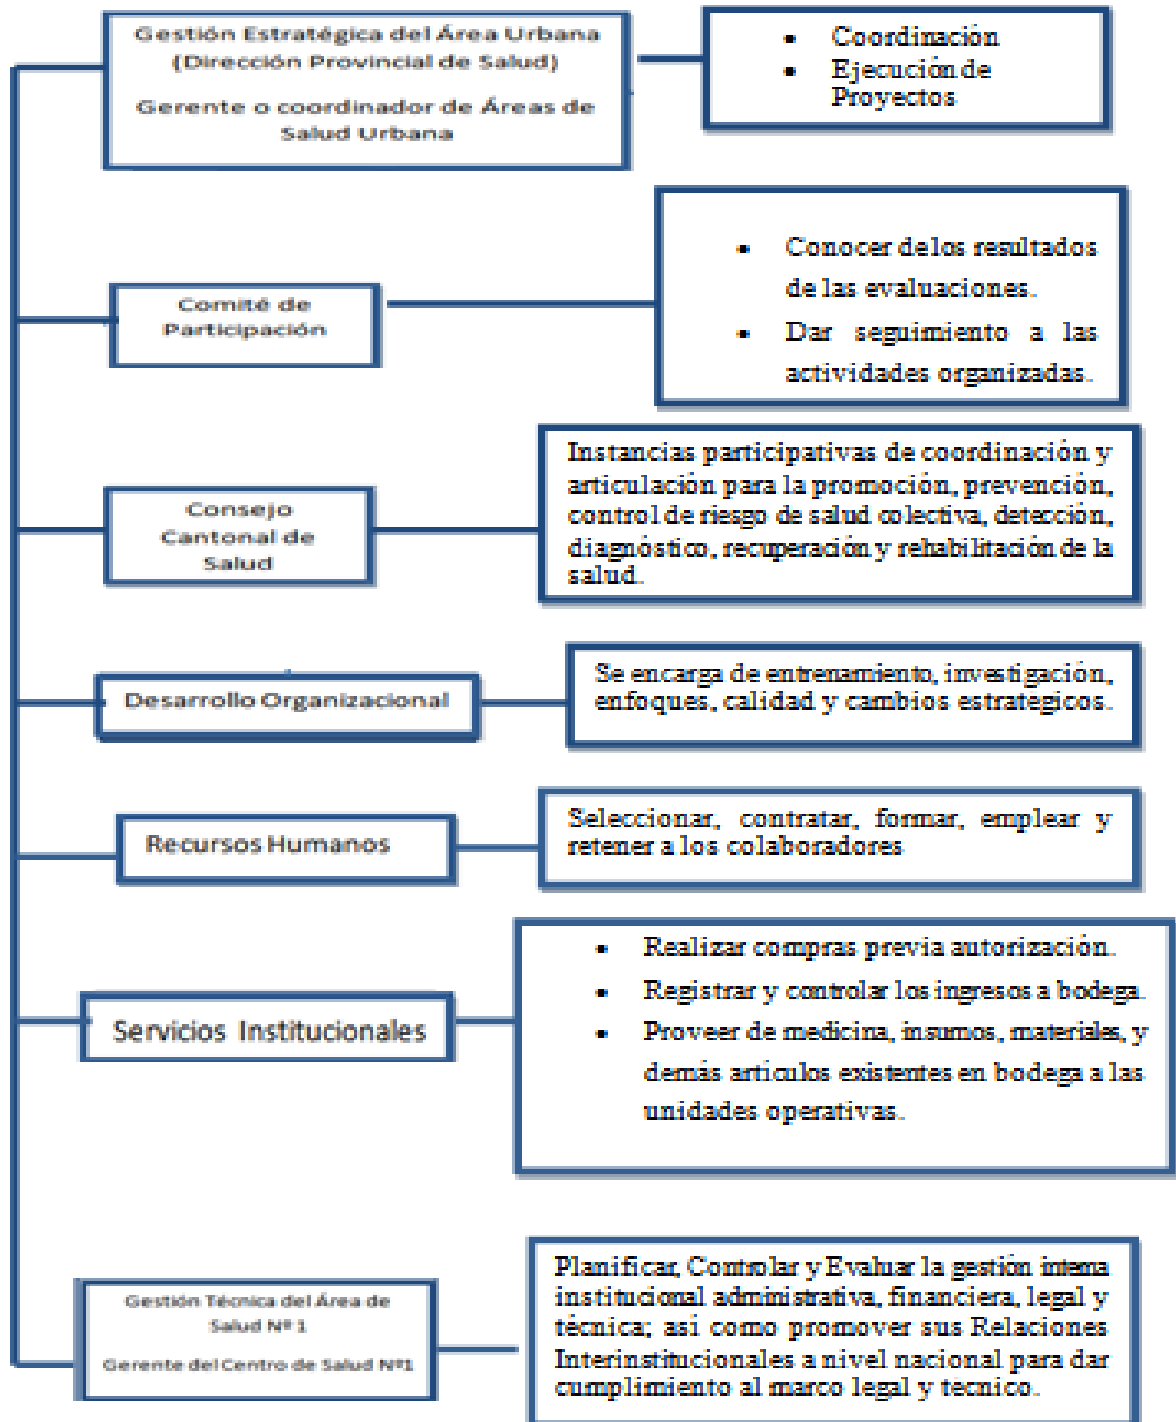 Gestión Estratégica del Área Urbana
(Dirección Provincial de Salud)
Gerente o coordinador de Áreas de
Salud Urbana
• Coordinación
• Ejecución de
Proyectos
Comité de
Participación
• Conocer de los resultados
de las evaluaciones.
• Dar seguimiento a las
actividades organizadas.
Consejo
Cantonal de
Salud
Instancias participativas de coordinación y
articulación para la promoción, prevención,
control de riesgo de salud colectiva, detección,
diagnóstico, recuperación y rehabilitación de la
salud.
Desarrollo Organizacional
Se encarga de entrenamiento, investigación,
enfoques, calidad y cambios estrategicos.
Recursos Humanos
Seleccionar, contratar, formar, emplear y
retener a los colaboradores
Servicios Institucionales
• Realizar compras previa autorización.
• Registrar y controlar los ingresos a bodega.
• Proveer de medicina, insumos, materiales, y
demás artículos existentes en bodega a las
unidades operativas.
Gestión Técnica del Área de
Salud Nº 1
Gerente del Centro de Salud Nº1
Planificar, Controlar y Evaluar la gestión interna
institucional administrativa, financiera, legal y
técnica; así como promover sus Relaciones
Interinstitucionales a nivel nacional para dar
cumplimiento al marco legal y tecnico.